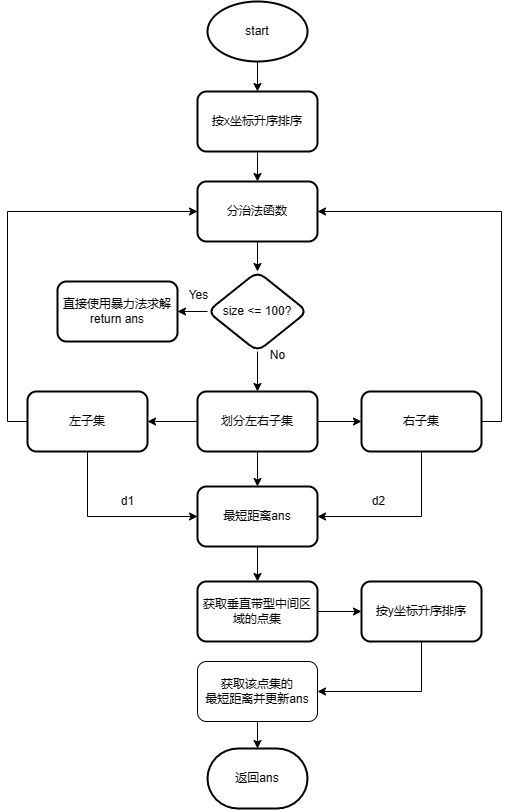 start
按x坐标升序排序
分治法函数
Yes
直接使用暴力法求解
return ans
size <= 100?
No
左子集
划分左右子集
右子集
d1
d2
最短距离ans
获取垂直带型中间区
域的点集
按y坐标升序排序
获取该点集的
最短距离并更新ans
返回ans